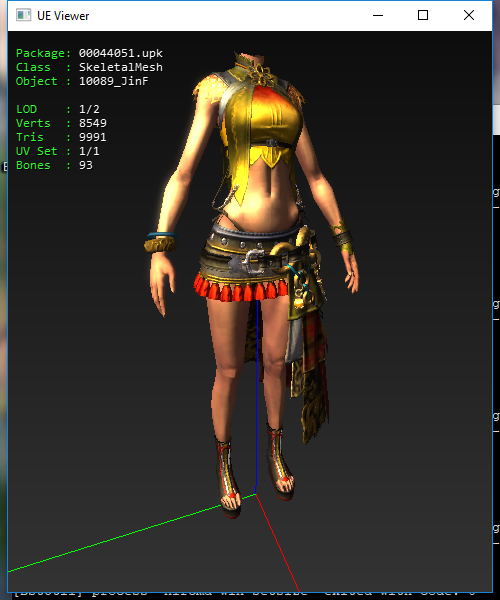 UE Viewer
Package: 00044051.upk
Class  : SkeletalMesh
Object : 10089_JinF
LOD    : 1/2
Verts  : 8549
Tris   : 9991
UV Set : 1/1
Bones  : 93